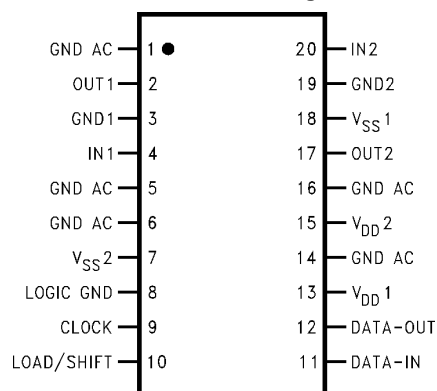 GND AC 1 20 IN2
OUT1 2 19 GND2
GND1 3 18 VSS1
IN1 4 17 OUT2
GND AC 5 16 GND AC
GND AC 6 15 VDD2
VSS2 7 14 GND AC
LOGIC GND 8 13 VDD1
CLOCK 9 12 DATA-OUT
LOAD/SHIFT 10 11 DATA-IN